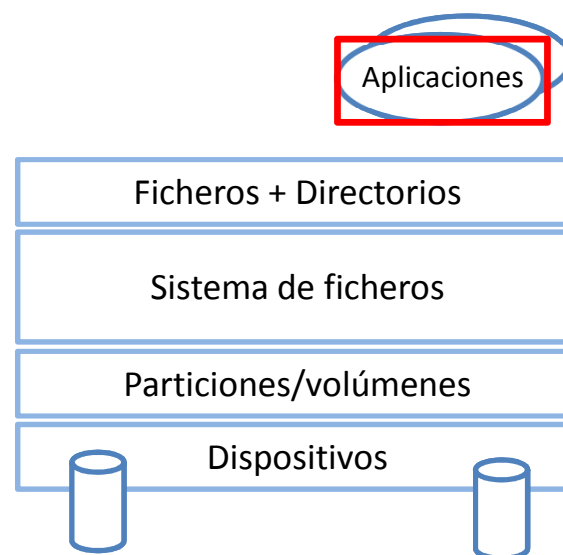 Aplicaciones
Ficheros + Directorios
Sistema de ficheros
Particiones/volúmenes
Dispositivos